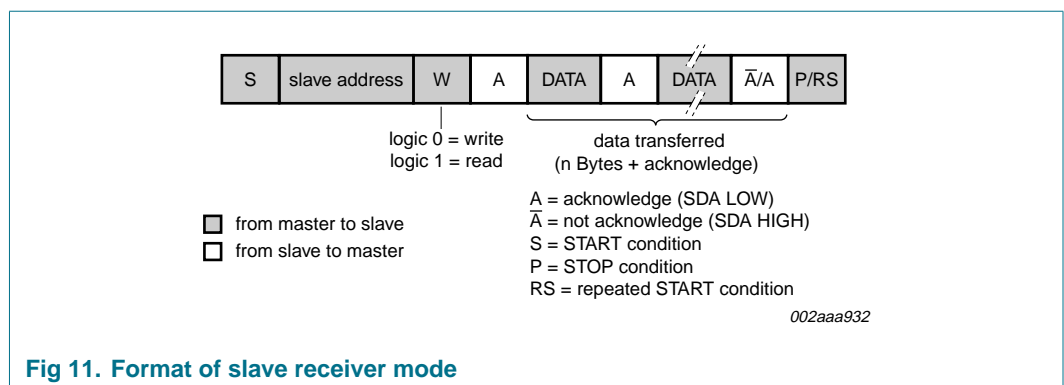 S slave address W A DATA A DATA A̅/A P/RS
logic 0 = write
logic 1 = read
data transferred
(n Bytes + acknowledge)
A = acknowledge (SDA LOW)
A̅ = not acknowledge (SDA HIGH)
S = START condition
P = STOP condition
RS = repeated START condition
from master to slave
from slave to master
002aaa932
Fig 11. Format of slave receiver mode